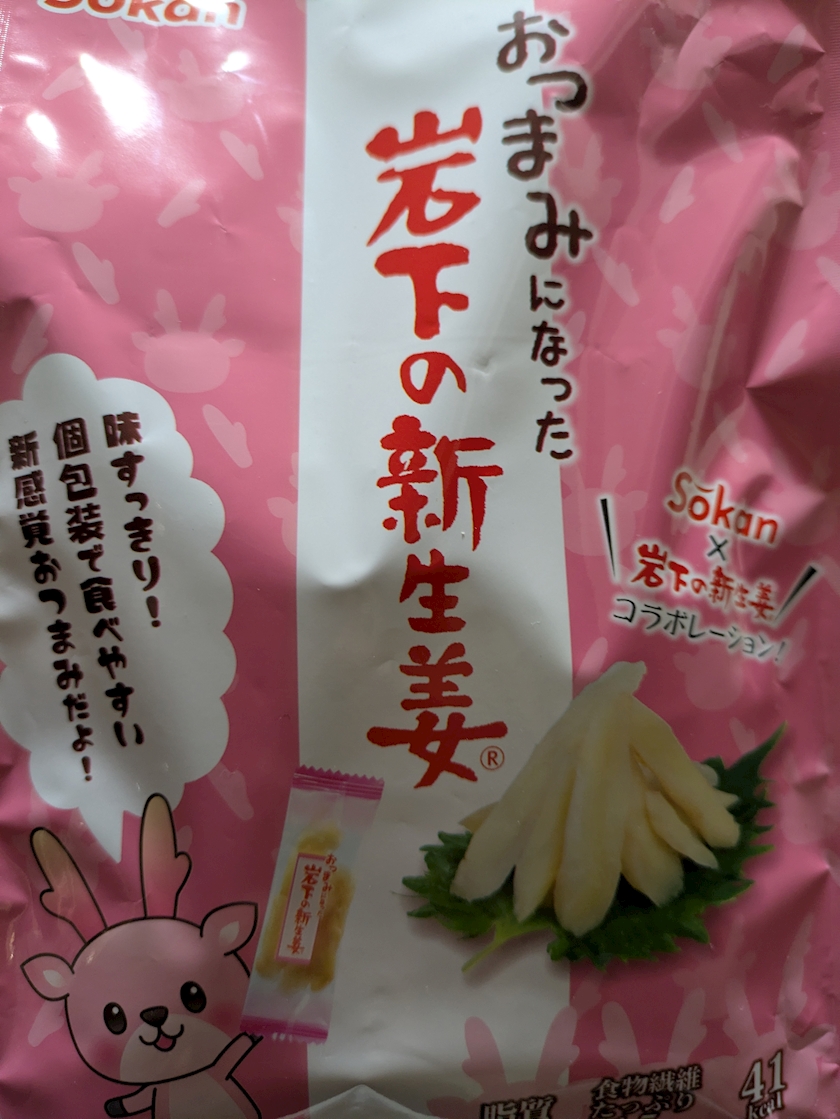 Sokan
おつまみになった
岩下の新生姜®
Sōkan
×
岩下の新生姜
コラボレーション!
味すっきり!
個包装で食べやすい
新感覚おつまみだよ!
おつまみになった
岩下の新生姜
脂質
食物繊維
たっぷり
41
kcal